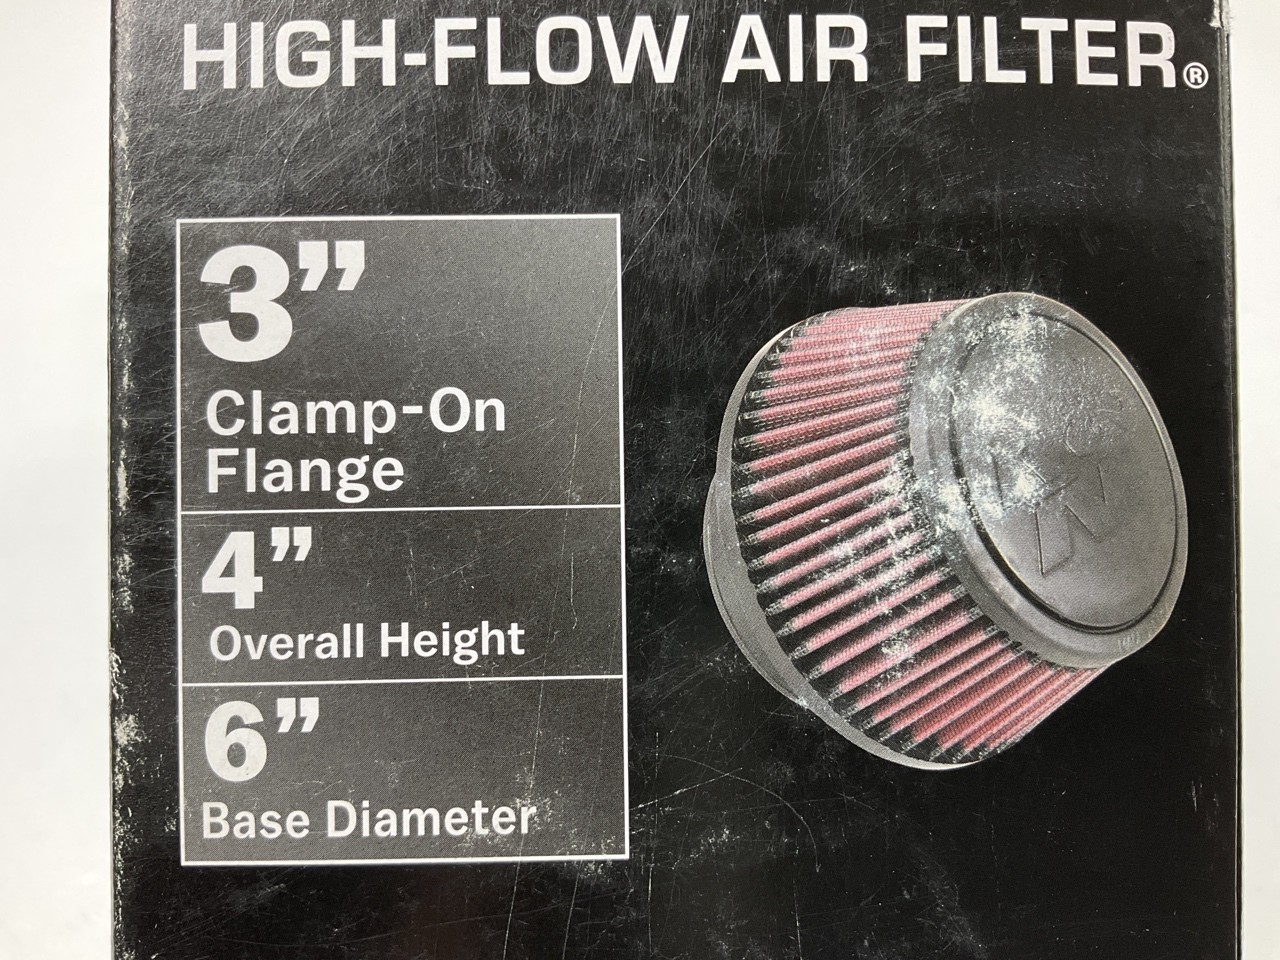 HIGH-FLOW AIR FILTER®
3”
Clamp-On
Flange
4”
Overall Height
6”
Base Diameter